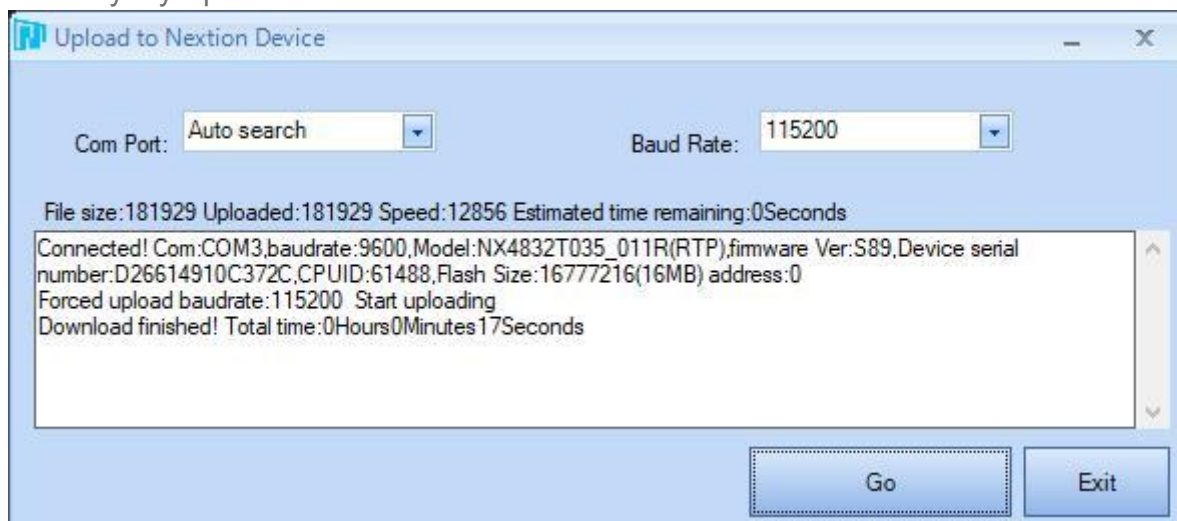 Upload to Nextion Device
Com Port:
Auto search
Baud Rate:
115200
File size:181929 Uploaded:181929 Speed:12856 Estimated time remaining:0Seconds
Connected! Com:COM3,baudrate:9600,Model:NX4832T035_011R(RTP),firmware Ver:S89,Device serial
number:D26614910C372C,CPUID:61488,Flash Size:16777216(16MB) address:0
Forced upload baudrate:115200 Start uploading
Download finished! Total time:0Hours0Minutes17Seconds
Go
Exit